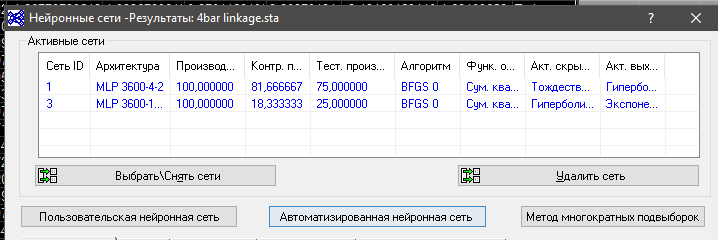 Нейронные сети -Результаты: 4bar linkage.sta
Активные сети
Сеть ID Архитектура Производ... Контр. п... Тест. произ... Алгоритм Функ. о... Акт. скры... Акт. вых...
1 MLP 3600-4-2 100,000000 81,666667 75,000000 BFGS 0 Сум. ква... Тождеств... Гипербо...
3 MLP 3600-1... 100,000000 18,333333 25,000000 BFGS 0 Сум. ква... Гиперболи... Экспоне...
Выбрать\Снять сети Удалить сеть
Пользовательская нейронная сеть Автоматизированная нейронная сеть Метод многократных подвыборок